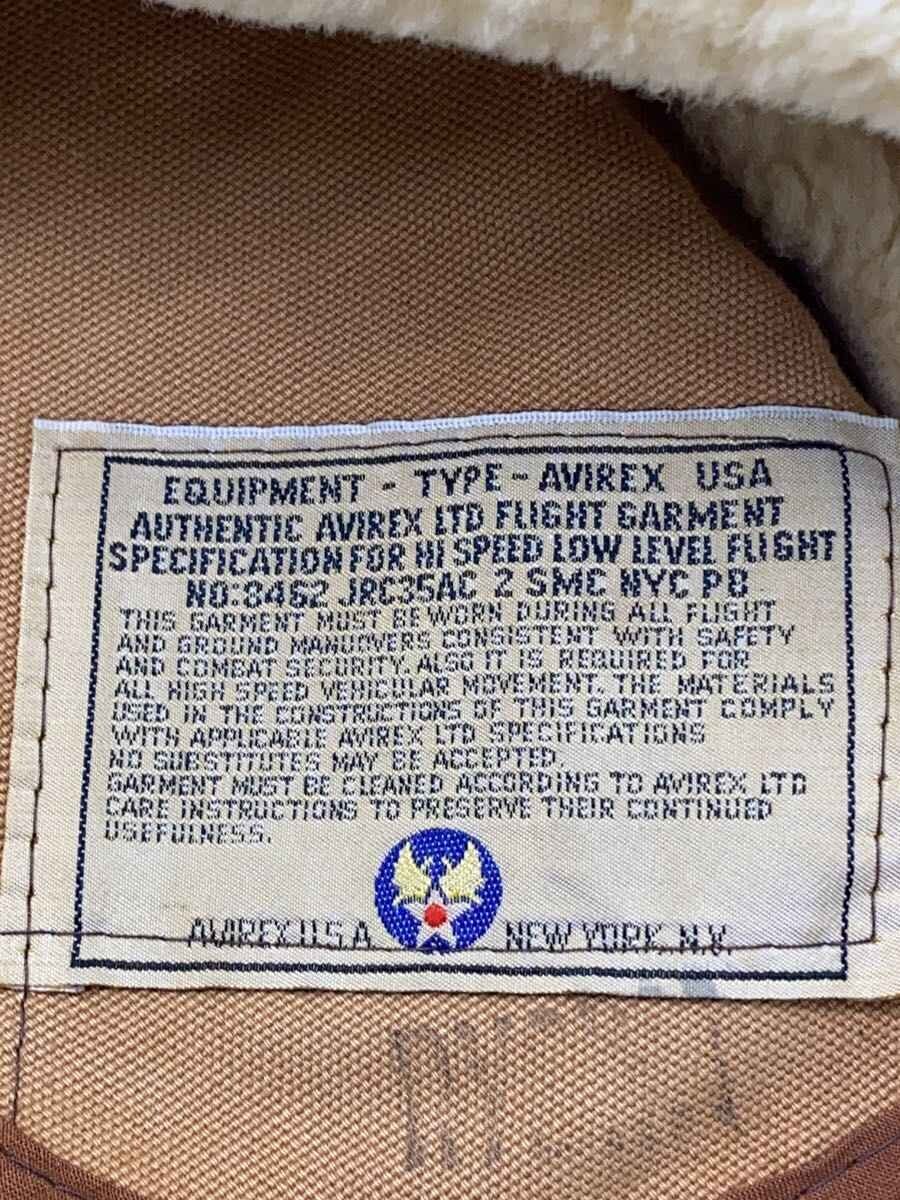 EQUIPMENT - TYPE - AVIREX USA
AUTHENTIC AVIREX LTD FLIGHT GARMENT
SPECIFICATION FOR HI SPEED LOW LEVEL FLIGHT
NO:3462 JRC35AC 2 SMC NYC PB
THIS GARMENT MUST BE WORN DURING ALL FLIGHT
AND GROUND MANUOVERS CONSISTENT WITH SAFETY
AND COMBAT SECURITY. ALSO IT IS REQUIRED FOR
ALL HIGH SPEED VEHICULAR MOVEMENT. THE MATERIALS
USED IN THE CONSTRUCTIONS OF THIS GARMENT COMPLY
WITH APPLICABLE AVIREX LTD SPECIFICATIONS
NO SUBSTITUTES MAY BE ACCEPTED.
GARMENT MUST BE CLEANED ACCORDING TO AVIREX LTD
CARE INSTRUCTIONS TO PRESERVE THEIR CONTINUED
USEFULNESS.
AVIREX U.S.A. NEW YORK, N.Y.